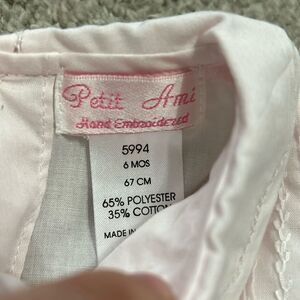 Petit Ami
Hand Embroidered
5994
6 MOS
67 CM
65% POLYESTER
35% COTTON
MADE IN